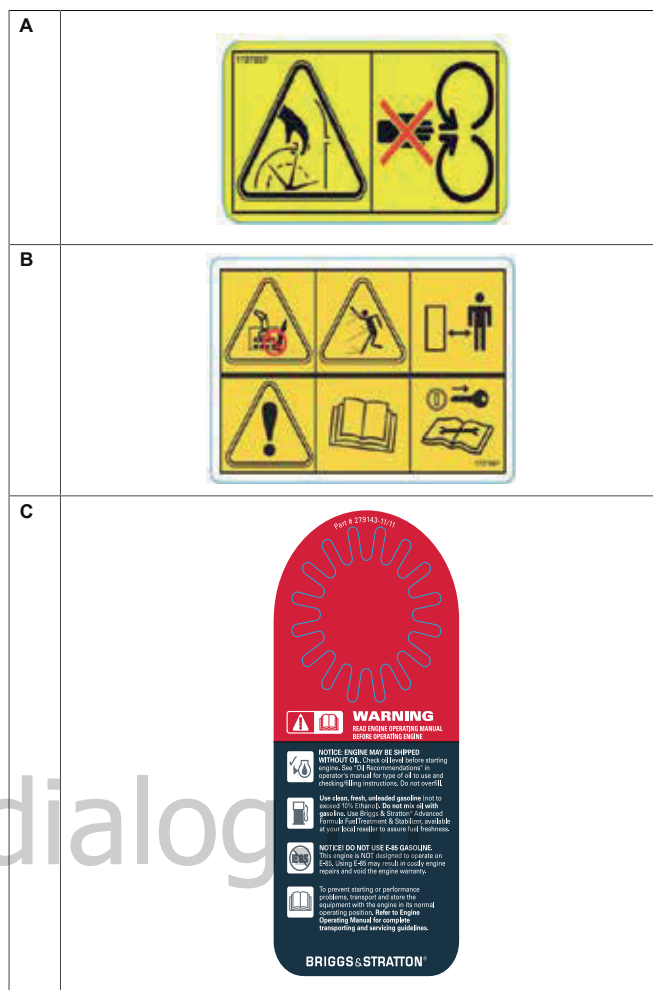 A
B
C
Part # 279143-11/11
WARNING
READ ENGINE OPERATING MANUAL
BEFORE OPERATING ENGINE
NOTICE: ENGINE MAY BE SHIPPED
WITHOUT OIL. Check oil level before starting
engine. See "Oil Recommendations" in
operator's manual for type of oil to use and
checking/filling instructions. Do not overfill.
Use clean, fresh, unleaded gasoline (not to
exceed 10% Ethanol). Do not mix oil with
gasoline. Use Briggs & Stratton® Advanced
Formula Fuel Treatment & Stabilizer, available
at your local reseller to assure fuel freshness.
E85
NOTICE! DO NOT USE E-85 GASOLINE.
This engine is NOT designed to operate on
E-85. Using E-85 may result in costly engine
repairs and void the engine warranty.
To prevent starting or performance
problems, transport and store the
equipment with the engine in its normal
operating position. Refer to Engine
Operating Manual for complete
transporting and servicing guidelines.
BRIGGS&STRATTON®
dialog